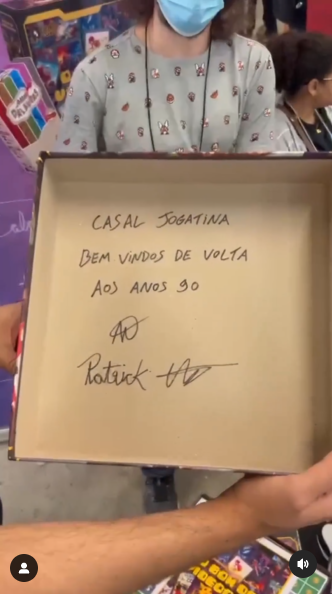 CASAL JOGATINA
BEM VINDOS DE VOLTA
AOS ANOS 90
Patrick